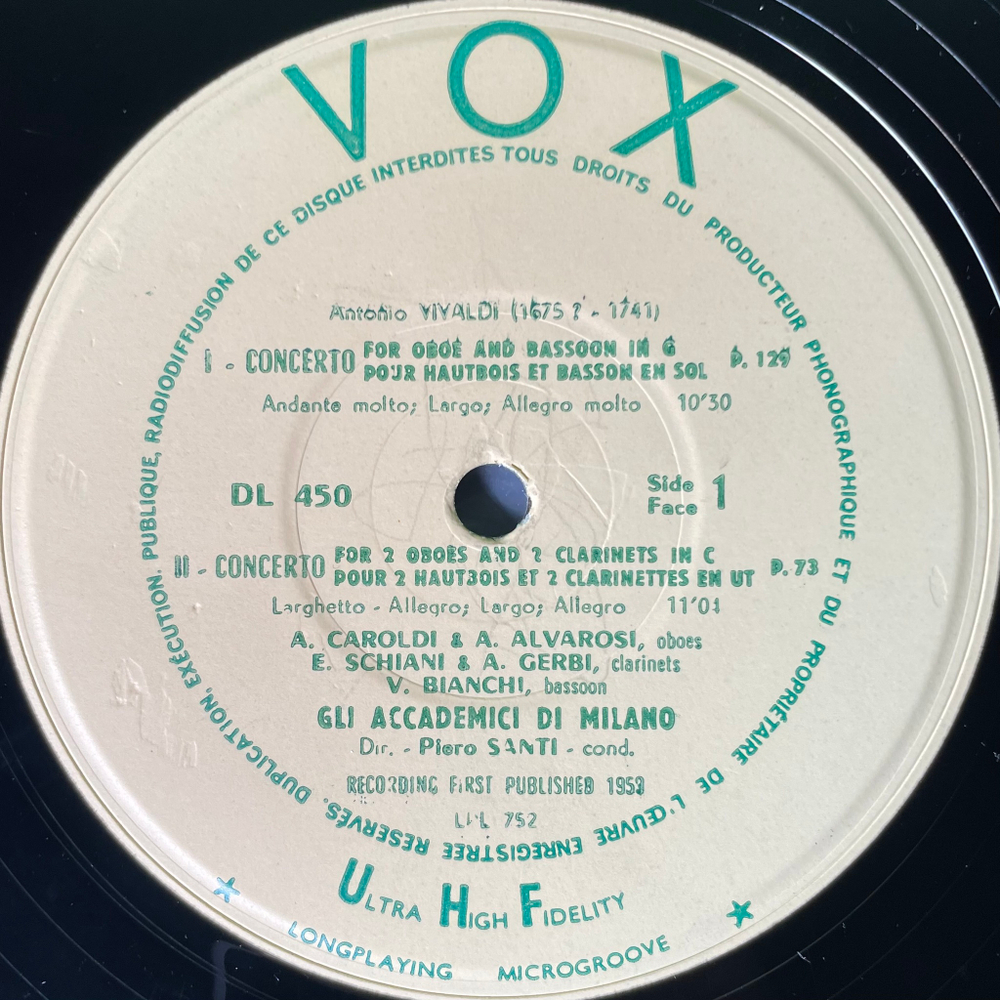 VOX
TOUS DROITS DU PRODUCTEUR PHONOGRAPHIQUE ET DU PROPRIÉTAIRE DE L'ŒUVRE ENREGISTRÉE RÉSERVÉS. DUPLICATION, EXÉCUTION. PUBLIQUE, RADIODIFFUSION DE CE DISQUE INTERDITES
Antonio VIVALDI (1675 ? - 1741)
I - CONCERTO FOR OBOE AND BASSOON IN G
POUR HAUTBOIS ET BASSON EN SOL P. 129
Andante molto; Largo; Allegro molto 10'30
DL 450
Side
Face 1
II - CONCERTO FOR 2 OBOES AND 2 CLARINETS IN C
POUR 2 HAUTBOIS ET 2 CLARINETTES EN UT P. 73
Larghetto - Allegro; Largo; Allegro 11'01
A. CAROLDI & A. ALVAROSI, oboes
E. SCHIANI & A. GERBI, clarinets
V. BIANCHI, bassoon
GLI ACCADEMICI DI MILANO
Dir. - Piero SANTI - cond.
RECORDING FIRST PUBLISHED
752
ULTRA HIGH FIDELITY
LONGPLAYING MICROGROOVE